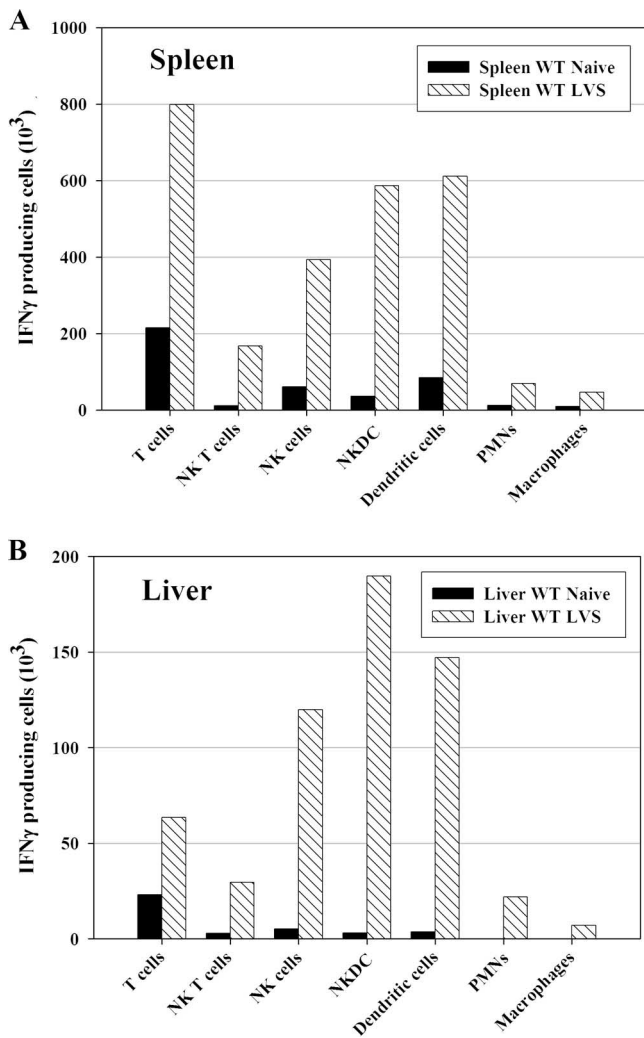 A
Spleen
Spleen WT Naive
Spleen WT LVS
IFNγ producing cells (10³)
1000
800
600
400
200
0
T cells
NK T cells
NK cells
NKDC
Dendritic cells
PMNs
Macrophages
B
Liver
Liver WT Naive
Liver WT LVS
IFNγ producing cells (10³)
200
150
100
50
0
T cells
NK T cells
NK cells
NKDC
Dendritic cells
PMNs
Macrophages